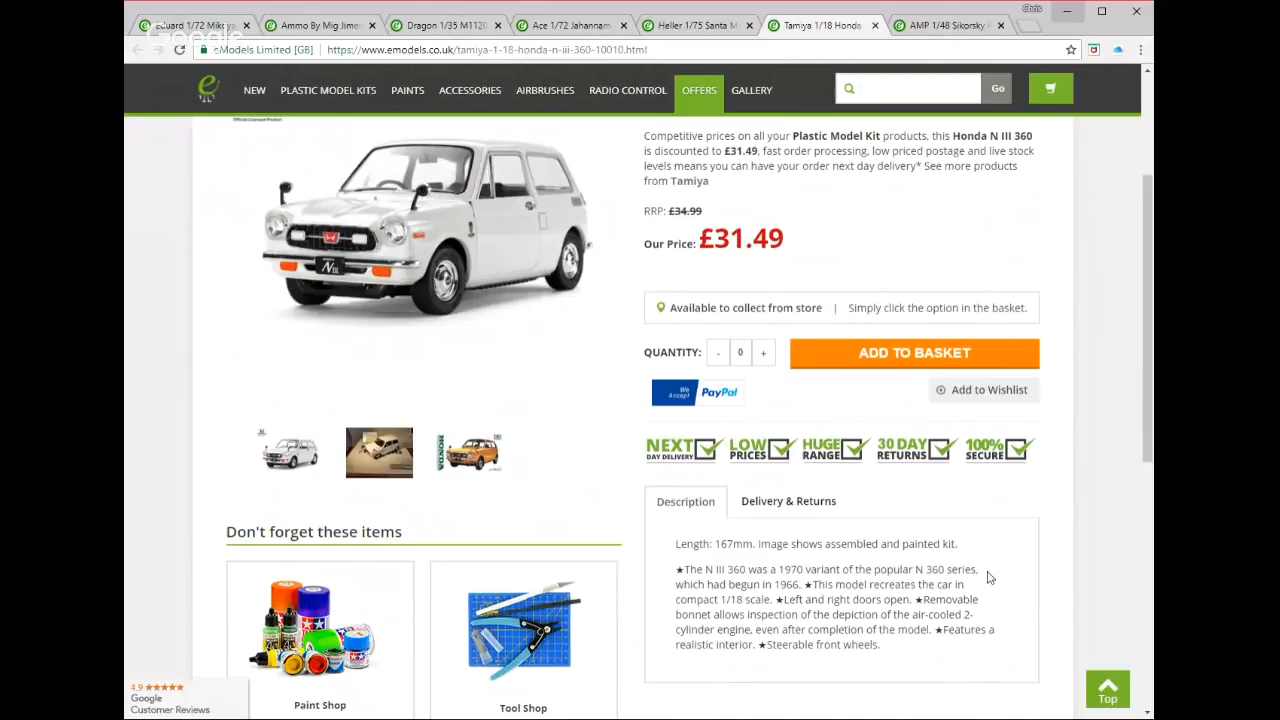 Chris
Eduard 1/72 Mikoy
Ammo By Mig Jimen
Dragon 1/35 M1120
Ace 1/72 Jahannam
Heller 1/75 Santa M
Tamiya 1/18 Honda
AMP 1/48 Sikorsky P
Google
eModels Limited [GB] https://www.emodels.co.uk/tamiya-1-18-honda-n-iii-360-10010.html
NEW PLASTIC MODEL KITS PAINTS ACCESSORIES AIRBRUSHES RADIO CONTROL OFFERS GALLERY Go
Official Licensed Product
Competitive prices on all your Plastic Model Kit products, this Honda N III 360
is discounted to £31.49, fast order processing, low priced postage and live stock
levels means you can have your order next day delivery* See more products
from Tamiya
RRP: £34.99
Our Price: £31.49
Available to collect from store | Simply click the option in the basket.
QUANTITY: - 0 + ADD TO BASKET
We Accept PayPal
Add to Wishlist
NEXT DAY DELIVERY
LOW PRICES
HUGE RANGE
30 DAY RETURNS
100% SECURE
Description Delivery & Returns
Length: 167mm. Image shows assembled and painted kit.
★The N III 360 was a 1970 variant of the popular N 360 series,
which had begun in 1966. ★This model recreates the car in
compact 1/18 scale. ★Left and right doors open. ★Removable
bonnet allows inspection of the depiction of the air-cooled 2-
cylinder engine, even after completion of the model. ★Features a
realistic interior. ★Steerable front wheels.
NIII
HONDA
Don't forget these items
Paint Shop
Tool Shop
4.9 ★★★★★
Google
Customer Reviews
Top